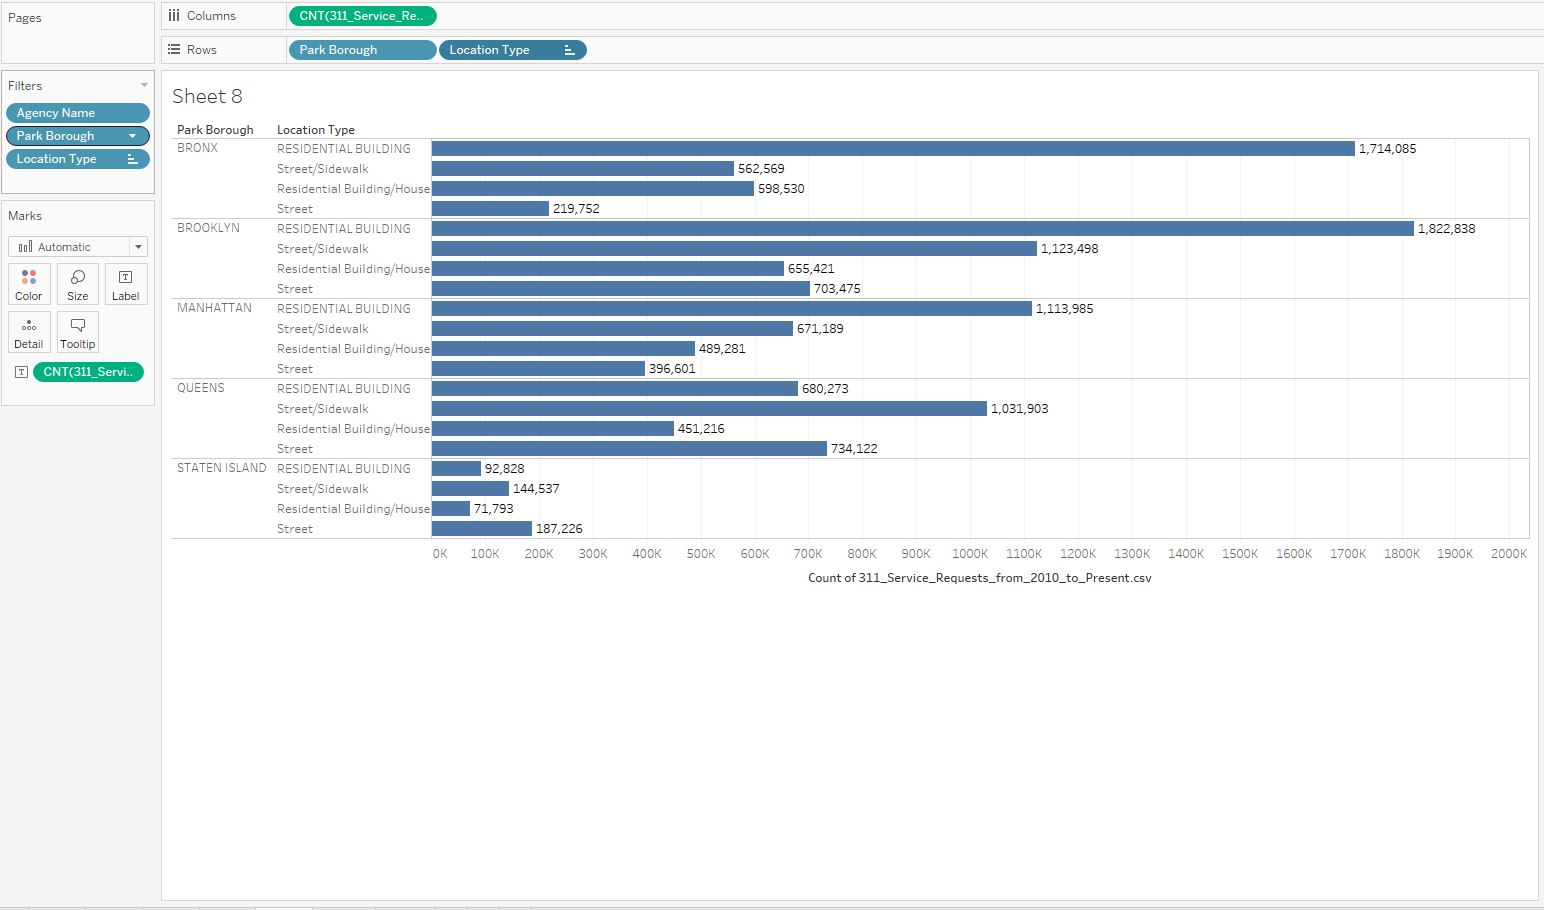 Pages
Columns
CNT(311_Service_Re..
Rows
Park Borough
Location Type
Filters
Agency Name
Park Borough
Location Type
Marks
Automatic
Color
Size
Label
Detail
Tooltip
CNT(311_Servi..
Sheet 8
Park Borough Location Type
BRONX RESIDENTIAL BUILDING 1,714,085
Street/Sidewalk 562,569
Residential Building/House 598,530
Street 219,752
BROOKLYN RESIDENTIAL BUILDING 1,822,838
Street/Sidewalk 1,123,498
Residential Building/House 655,421
Street 703,475
MANHATTAN RESIDENTIAL BUILDING 1,113,985
Street/Sidewalk 671,189
Residential Building/House 489,281
Street 396,601
QUEENS RESIDENTIAL BUILDING 680,273
Street/Sidewalk 1,031,903
Residential Building/House 451,216
Street 734,122
STATEN ISLAND RESIDENTIAL BUILDING 92,828
Street/Sidewalk 144,537
Residential Building/House 71,793
Street 187,226
0K 100K 200K 300K 400K 500K 600K 700K 800K 900K 1000K 1100K 1200K 1300K 1400K 1500K 1600K 1700K 1800K 1900K 2000K
Count of 311_Service_Requests_from_2010_to_Present.csv